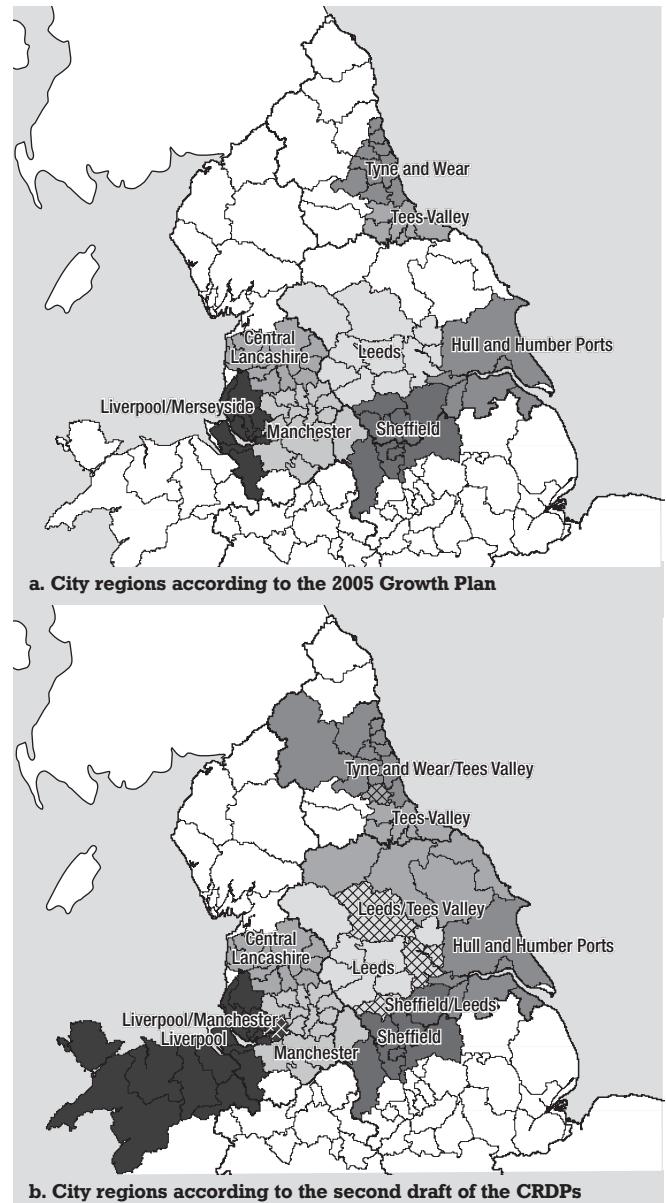 Tyne and Wear
Tees Valley
Central
Lancashire
Leeds
Hull and Humber Ports
Liverpool/Merseyside
Manchester
Sheffield
a. City regions according to the 2005 Growth Plan
Tyne and Wear/Tees Valley
Tees Valley
Leeds/Tees Valley
Central
Lancashire
Hull and Humber Ports
Leeds
Sheffield/Leeds
Liverpool/Manchester
Liverpool
Sheffield
Manchester
b. City regions according to the second draft of the CRDPs